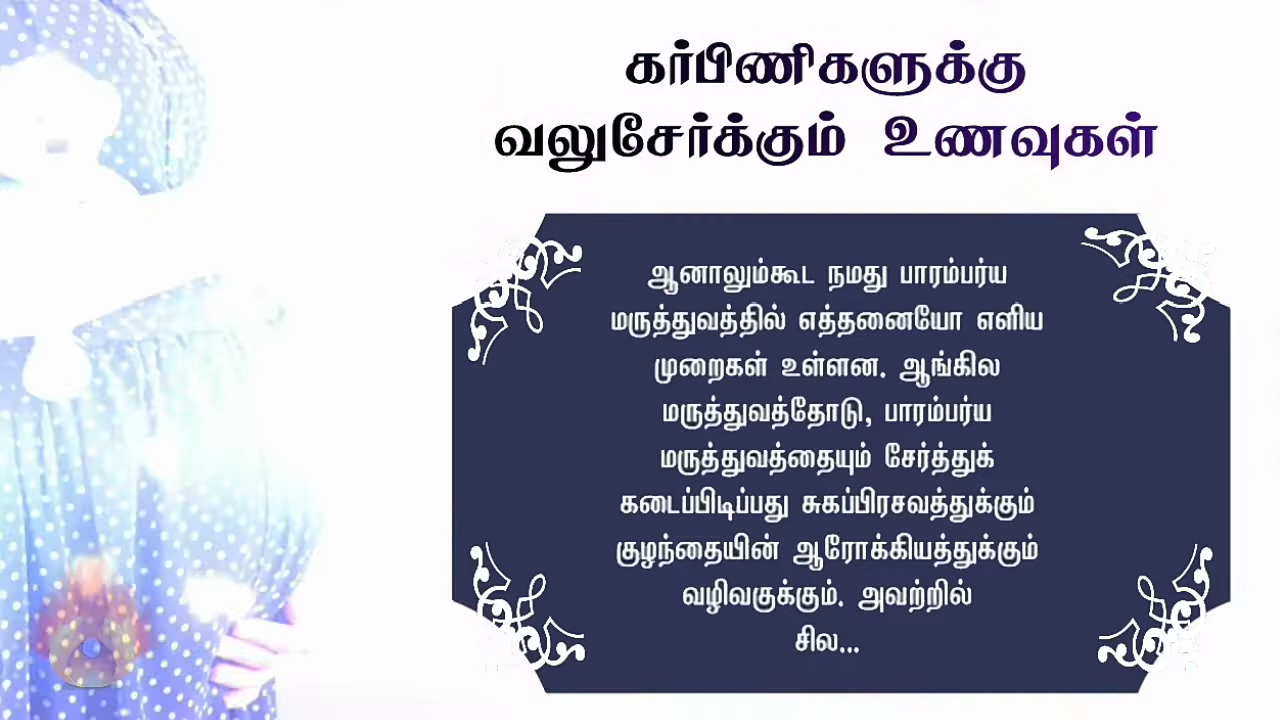 கர்பிணிகளுக்கு
வலுசேர்க்கும் உணவுகள்
ஆனாலும்கூட நமது பாரம்பர்ய
மருத்துவத்தில் எத்தனையோ எளிய
முறைகள் உள்ளன. ஆங்கில
மருத்துவத்தோடு, பாரம்பர்ய
மருத்துவத்தையும் சேர்த்துக்
கடைப்பிடிப்பது சுகப்பிரசவத்துக்கும்
குழந்தையின் ஆரோக்கியத்துக்கும்
வழிவகுக்கும். அவற்றில்
சில...